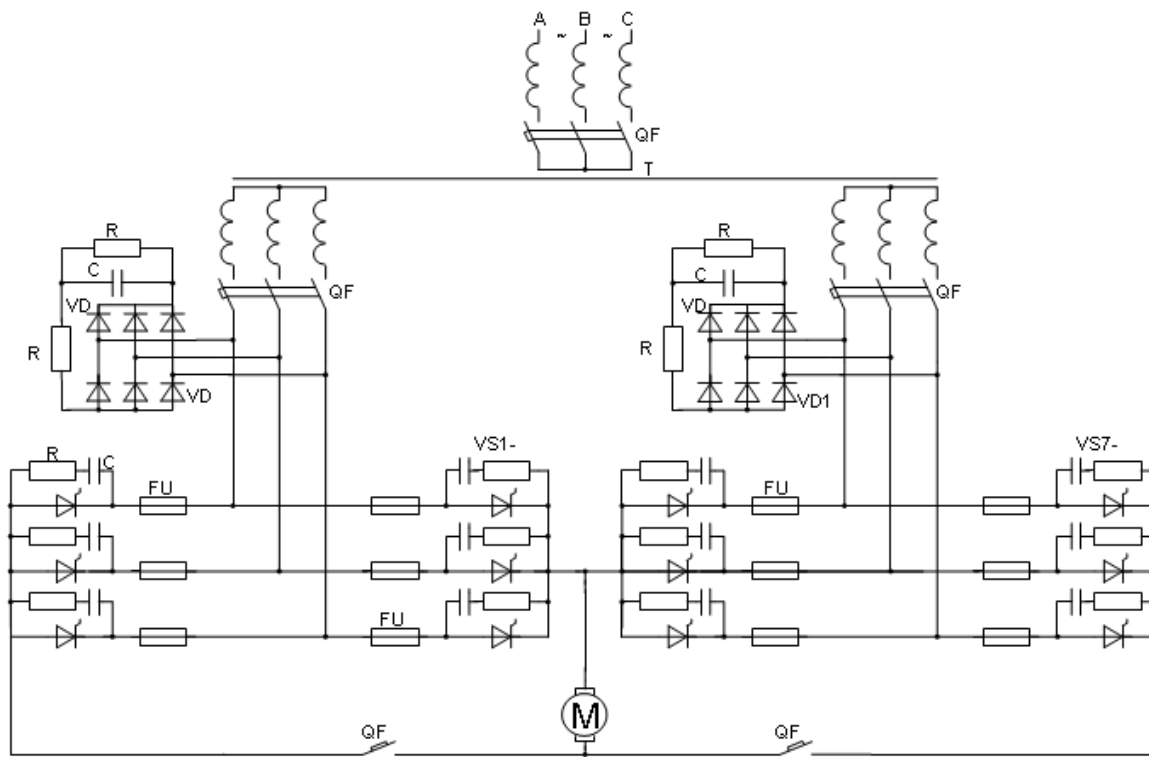 A B C
~ ~
QF
T
R R
C C
QF QF
VD VD
R R
VD VD1
R C VS1- VS7-
FU FU
FU
M
QF QF